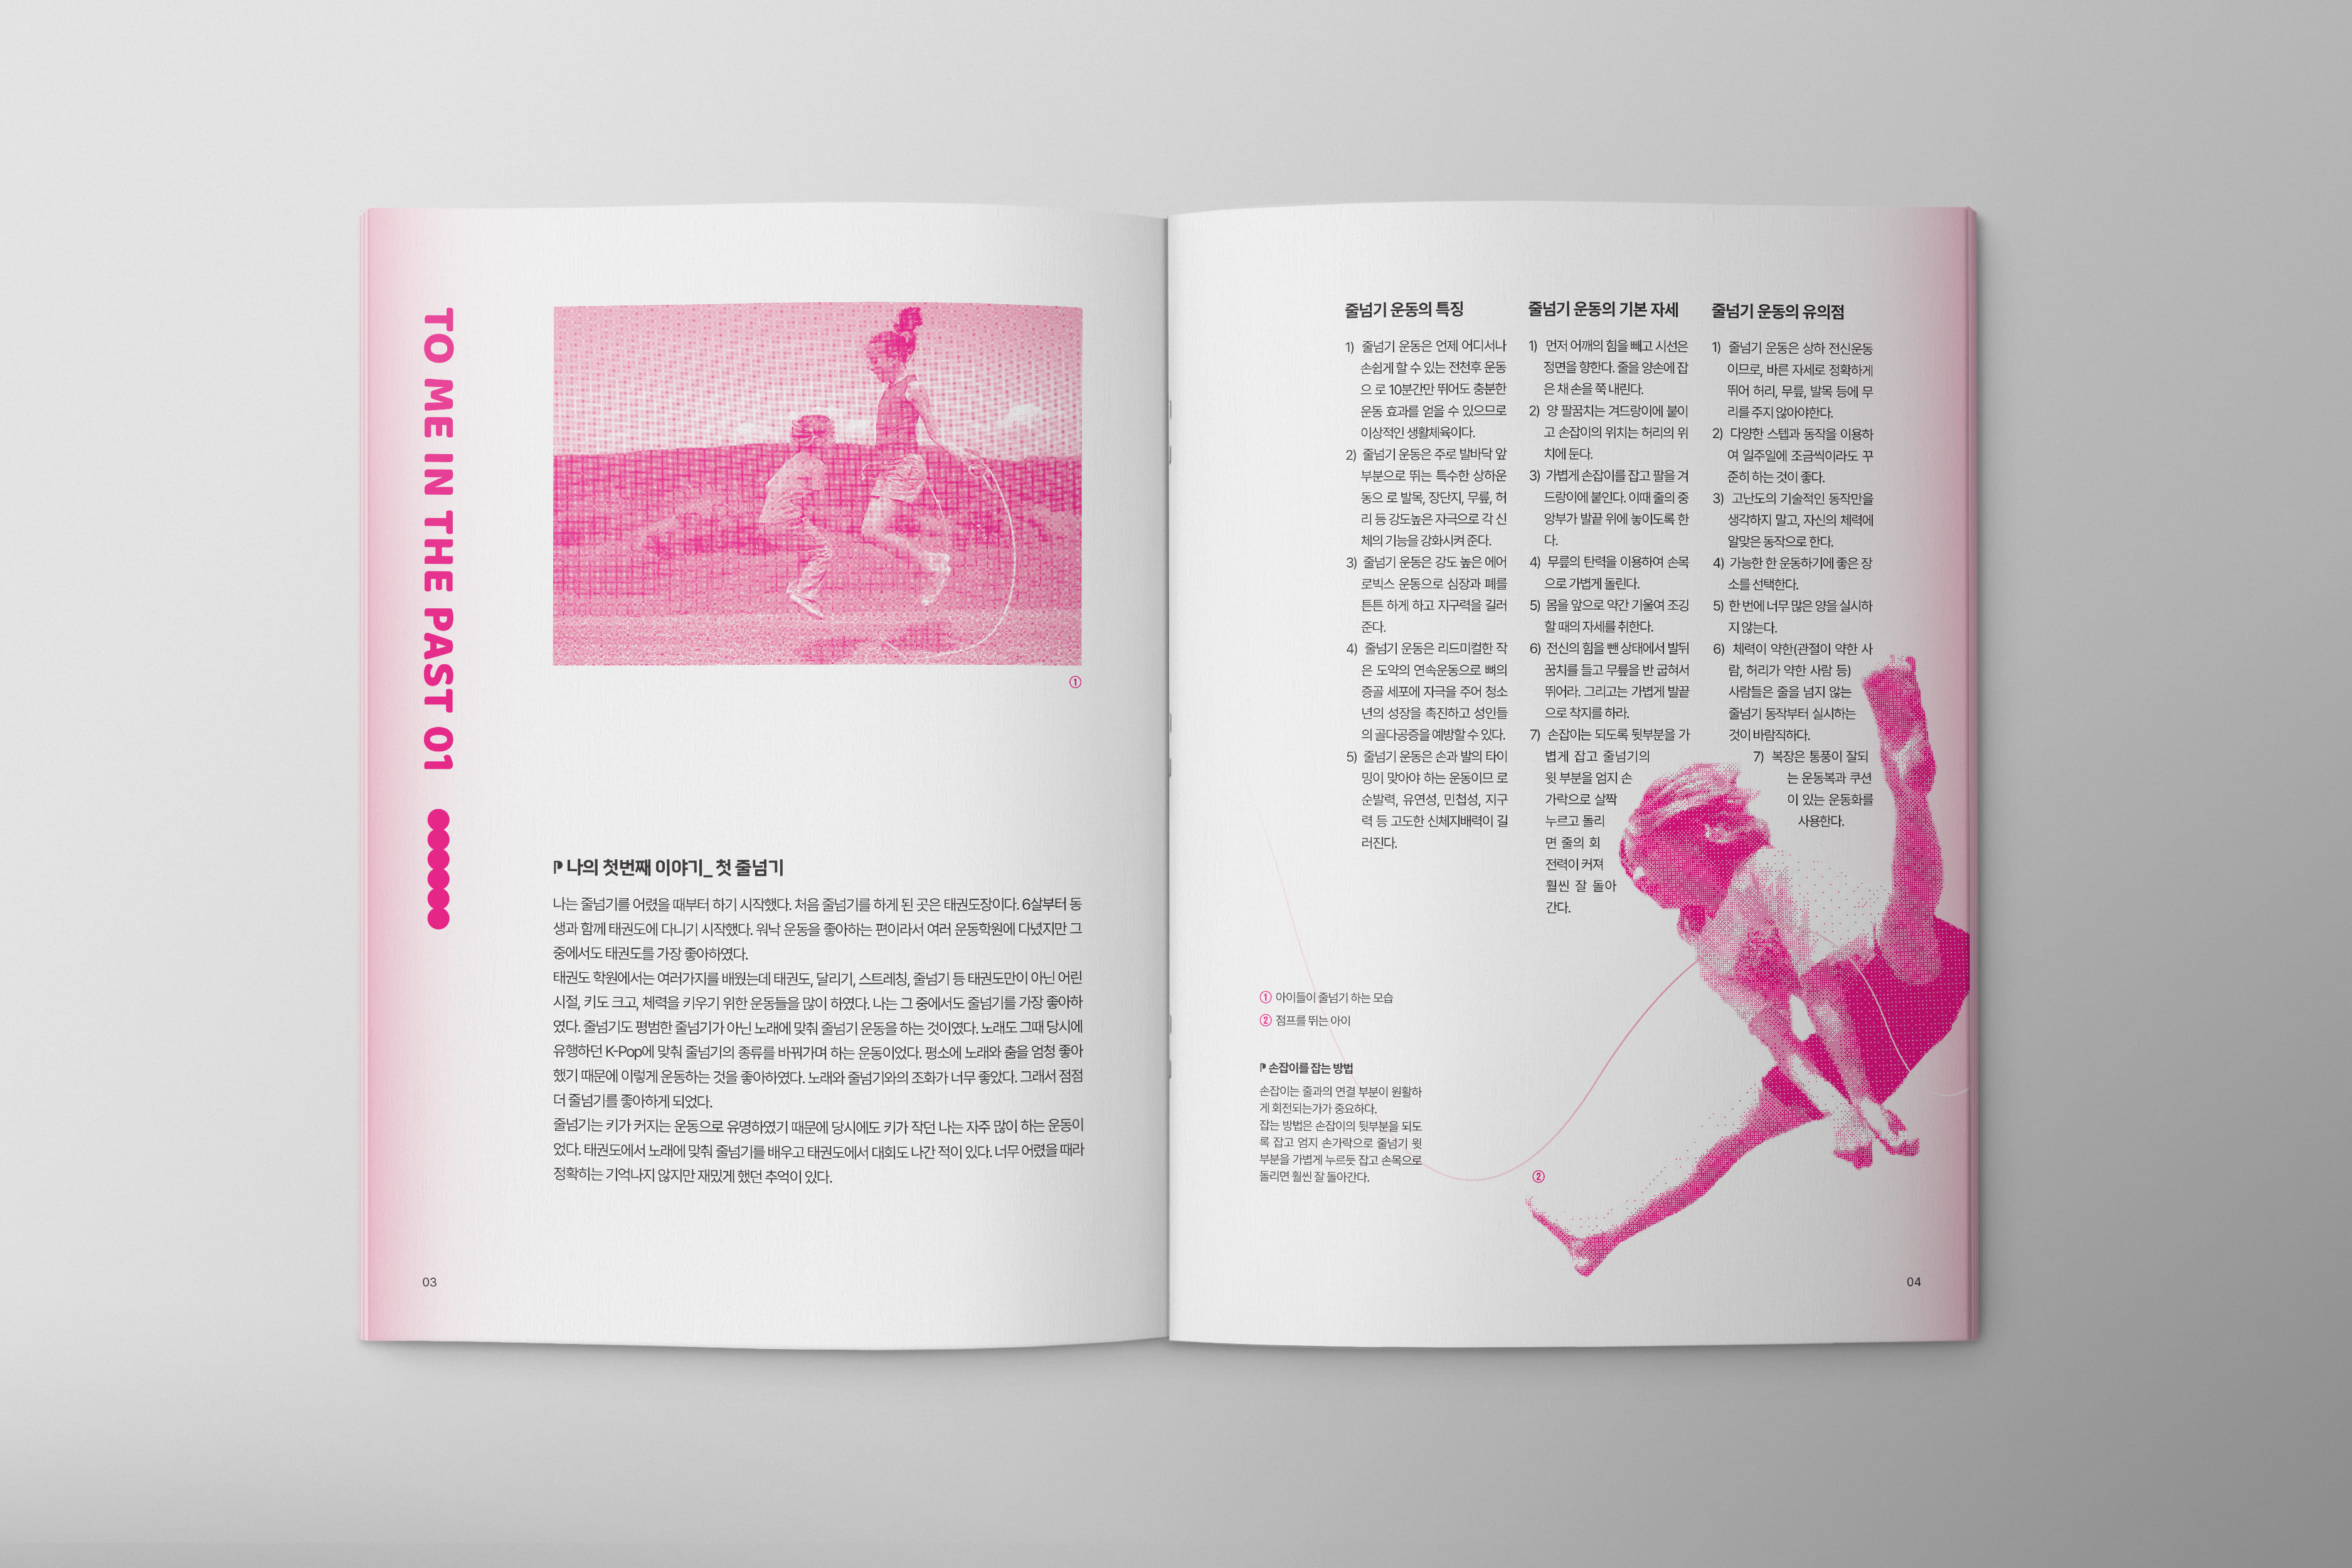 TO ME IN THE PAST 01
①
나의 첫번째 이야기_ 첫 줄넘기
나는 줄넘기를 어렸을 때부터 하기 시작했다. 처음 줄넘기를 하게 된 곳은 태권도장이다. 6살부터 동
생과 함께 태권도에 다니기 시작했다. 워낙 운동을 좋아하는 편이라서 여러 운동학원에 다녔지만 그
중에서도 태권도를 가장 좋아하였다.
태권도 학원에서는 여러가지를 배웠는데 태권도, 달리기, 스트레칭, 줄넘기 등 태권도만이 아닌 어린
시절, 키도 크고, 체력을 키우기 위한 운동들을 많이 하였다. 나는 그 중에서도 줄넘기를 가장 좋아하
였다. 줄넘기도 평범한 줄넘기가 아닌 노래에 맞춰 줄넘기 운동을 하는 것이였다. 노래도 그때 당시에
유행하던 K-Pop에 맞춰 줄넘기의 종류를 바꿔가며 하는 운동이었다. 평소에 노래와 춤을 엄청 좋아
했기 때문에 이렇게 운동하는 것을 좋아하였다. 노래와 줄넘기와의 조화가 너무 좋았다. 그래서 점점
더 줄넘기를 좋아하게 되었다.
줄넘기는 키가 커지는 운동으로 유명하였기 때문에 당시에도 키가 작던 나는 자주 많이 하는 운동이
었다. 태권도에서 노래에 맞춰 줄넘기를 배우고 태권도에서 대회도 나간 적이 있다. 너무 어렸을 때라
정확히는 기억나지 않지만 재밌게 했던 추억이 있다.
03
줄넘기 운동의 특징
1) 줄넘기 운동은 언제 어디서나
손쉽게 할 수 있는 전천후 운동
으 로 10분간만 뛰어도 충분한
운동 효과를 얻을 수 있으므로
이상적인 생활체육이다.
2) 줄넘기 운동은 주로 발바닥 앞
부분으로 뛰는 특수한 상하운
동으 로 발목, 장단지, 무릎, 허
리 등 강도높은 자극으로 각 신
체의 기능을 강화시켜 준다.
3) 줄넘기 운동은 강도 높은 에어
로빅스 운동으로 심장과 폐를
튼튼 하게 하고 지구력을 길러
준다.
4) 줄넘기 운동은 리드미컬한 작
은 도약의 연속운동으로 뼈의
증골 세포에 자극을 주어 청소
년의 성장을 촉진하고 성인들
의 골다공증을 예방할 수 있다.
5) 줄넘기 운동은 손과 발의 타이
밍이 맞아야 하는 운동이므 로
순발력, 유연성, 민첩성, 지구
력 등 고도한 신체지배력이 길
러진다.
줄넘기 운동의 기본 자세
1) 먼저 어깨의 힘을 빼고 시선은
정면을 향한다. 줄을 양손에 잡
은 채 손을 쭉 내린다.
2) 양 팔꿈치는 겨드랑이에 붙이
고 손잡이의 위치는 허리의 위
치에 둔다.
3) 가볍게 손잡이를 잡고 팔을 겨
드랑이에 붙인다. 이때 줄의 중
앙부가 발끝 위에 놓이도록 한
다.
4) 무릎의 탄력을 이용하여 손목
으로 가볍게 돌린다.
5) 몸을 앞으로 약간 기울여 조깅
할 때의 자세를 취한다.
6) 전신의 힘을 뺀 상태에서 발뒤
꿈치를 들고 무릎을 반 굽혀서
뛰어라. 그리고는 가볍게 발끝
으로 착지를 하라.
7) 손잡이는 되도록 뒷부분을 가
볍게 잡고 줄넘기의
윗 부분을 엄지 손
가락으로 살짝
누르고 돌리
면 줄의 회
전력이 커져
훨씬 잘 돌아
간다.
줄넘기 운동의 유의점
1) 줄넘기 운동은 상하 전신운동
이므로, 바른 자세로 정확하게
뛰어 허리, 무릎, 발목 등에 무
리를 주지 않아야한다.
2) 다양한 스텝과 동작을 이용하
여 일주일에 조금씩이라도 꾸
준히 하는 것이 좋다.
3) 고난도의 기술적인 동작만을
생각하지 말고, 자신의 체력에
알맞은 동작으로 한다.
4) 가능한 한 운동하기에 좋은 장
소를 선택한다.
5) 한 번에 너무 많은 양을 실시하
지 않는다.
6) 체력이 약한(관절이 약한 사
람, 허리가 약한 사람 등)
사람들은 줄을 넘지 않는
줄넘기 동작부터 실시하는
것이 바람직하다.
7) 복장은 통풍이 잘되
는 운동복과 쿠션
이 있는 운동화를
사용한다.
① 아이들이 줄넘기 하는 모습
② 점프를 뛰는 아이
손잡이를 잡는 방법
손잡이는 줄과의 연결 부분이 원활하
게 회전되는가가 중요하다.
잡는 방법은 손잡이의 뒷부분을 되도
록 잡고 엄지 손가락으로 줄넘기 윗
부분을 가볍게 누르듯 잡고 손목으로
돌리면 훨씬 잘 돌아간다.
②
04